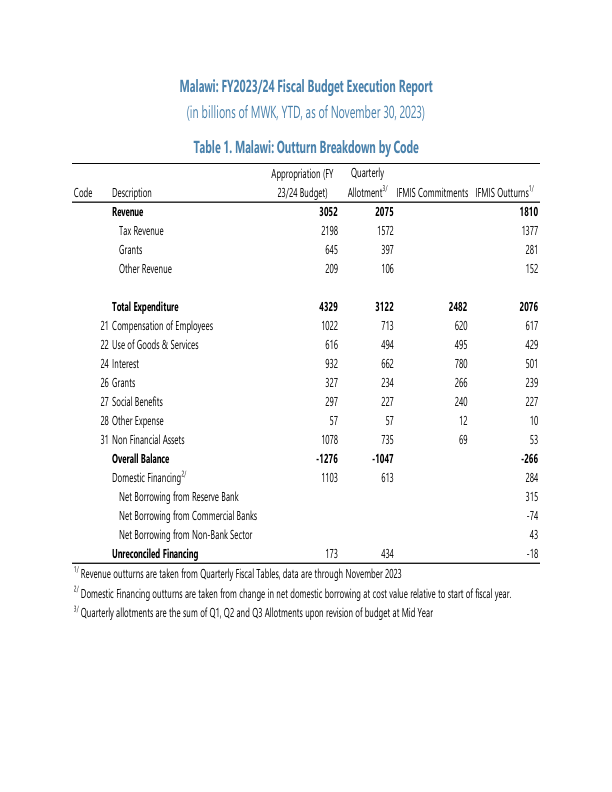 Malawi: FY2023/24 Fiscal Budget Execution Report
(in billions of MWK, YTD, as of November 30, 2023)
Table 1. Malawi: Outturn Breakdown by Code
Code Description Appropriation (FY 23/24 Budget) Quarterly Allotment3/ IFMIS Commitments IFMIS Outturns1/
Revenue 3052 2075 1810
Tax Revenue 2198 1572 1377
Grants 645 397 281
Other Revenue 209 106 152
Total Expenditure 4329 3122 2482 2076
21 Compensation of Employees 1022 713 620 617
22 Use of Goods & Services 616 494 495 429
24 Interest 932 662 780 501
26 Grants 327 234 266 239
27 Social Benefits 297 227 240 227
28 Other Expense 57 57 12 10
31 Non Financial Assets 1078 735 69 53
Overall Balance -1276 -1047 -266
Domestic Financing2/ 1103 613 284
Net Borrowing from Reserve Bank 315
Net Borrowing from Commercial Banks -74
Net Borrowing from Non-Bank Sector 43
Unreconciled Financing 173 434 -18
1/ Revenue outturns are taken from Quarterly Fiscal Tables, data are through November 2023
2/ Domestic Financing outturns are taken from change in net domestic borrowing at cost value relative to start of fiscal year.
3/ Quarterly allotments are the sum of Q1, Q2 and Q3 Allotments upon revision of budget at Mid Year